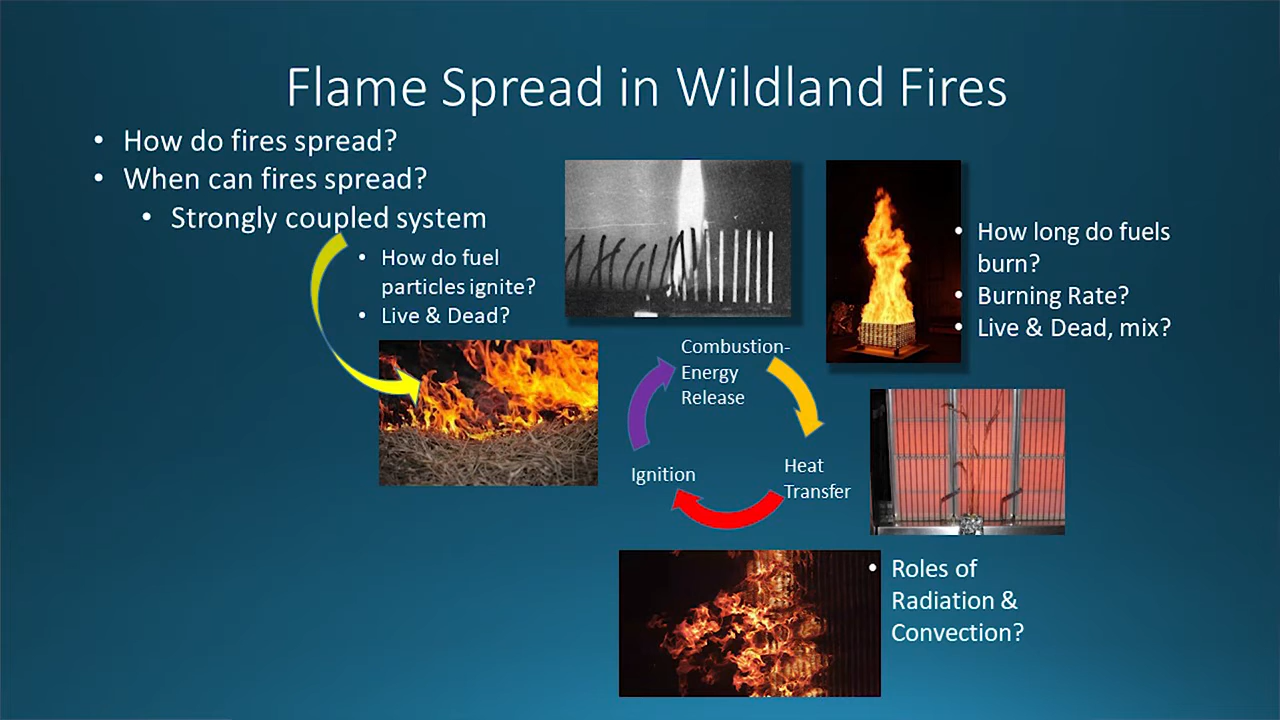 Flame Spread in Wildland Fires
• How do fires spread?
• When can fires spread?
• Strongly coupled system
• How do fuel
particles ignite?
• Live & Dead?
• How long do fuels
burn?
• Burning Rate?
• Live & Dead, mix?
Combustion-
Energy
Release
Heat
Transfer
Ignition
• Roles of
Radiation &
Convection?